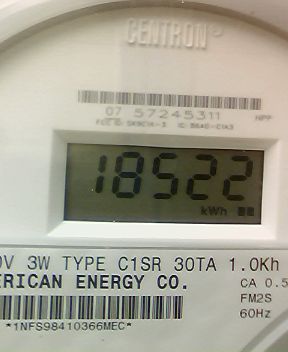 CENTRON®
07 57245311
HPP
18522
kWh
0V 3W TYPE C1SR 30TA 1.0Kh
ERICAN ENERGY CO.
CA 0.5
FM2S
60Hz
*1NFS98410366MEC*